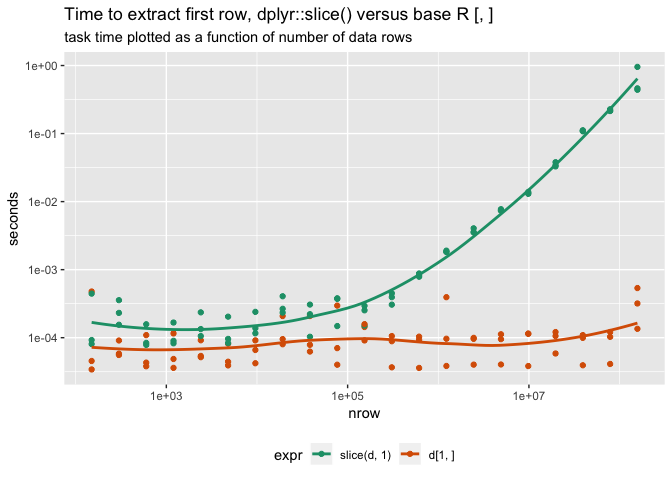 Time to extract first row, dplyr::slice() versus base R [, ]
task time plotted as a function of number of data rows
1e+00
1e-01
1e-02
1e-03
1e-04
seconds
1e+03 1e+05 1e+07
nrow
expr slice(d, 1) d[1, ]